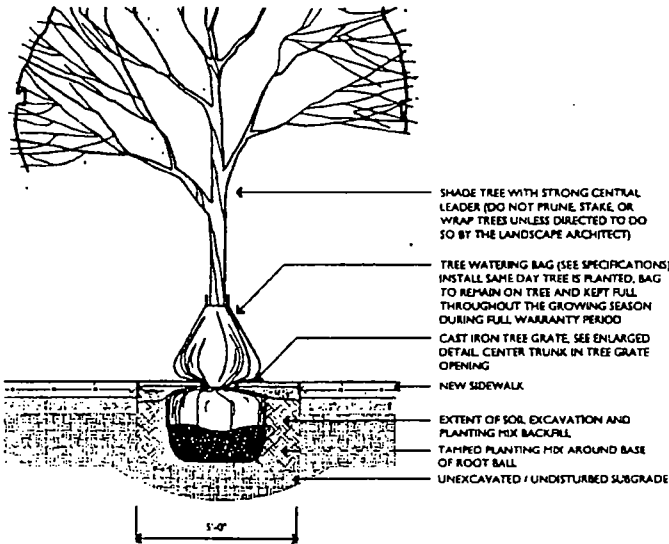 SHADE TREE WITH STRONG CENTRAL
LEADER (DO NOT PRUNE, STAKE, OR
WRAP TREES UNLESS DIRECTED TO DO
SO BY THE LANDSCAPE ARCHITECT)
TREE WATERING BAG (SEE SPECIFICATIONS)
INSTALL SAME DAY TREE IS PLANTED, BAG
TO REMAIN ON TREE AND KEPT FULL
THROUGHOUT THE GROWING SEASON
DURING FULL WARRANTY PERIOD
CAST IRON TREE GRATE, SEE ENLARGED
DETAIL. CENTER TRUNK IN TREE GRATE
OPENING
NEW SIDEWALK
EXTENT OF SOIL EXCAVATION AND
PLANTING MIX BACKFILL
TAMPED PLANTING MIX AROUND BASE
OF ROOT BALL
UNEXCAVATED / UNDISTURBED SUBGRADE
5'-0"